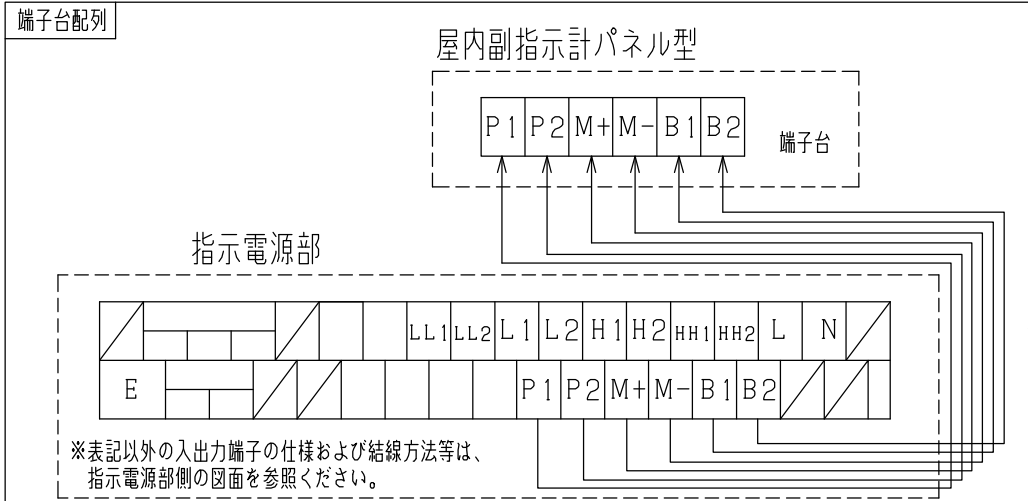 端子台配列
屋内副指示計パネル型
P1 P2 M+ M- B1 B2
端子台
指示電源部
LL1 LL2 L1 L2 H1 H2 HH1 HH2 L N
E P1 P2 M+ M- B1 B2
※表記以外の入出力端子の仕様および結線方法等は、
指示電源部側の図面を参照ください。